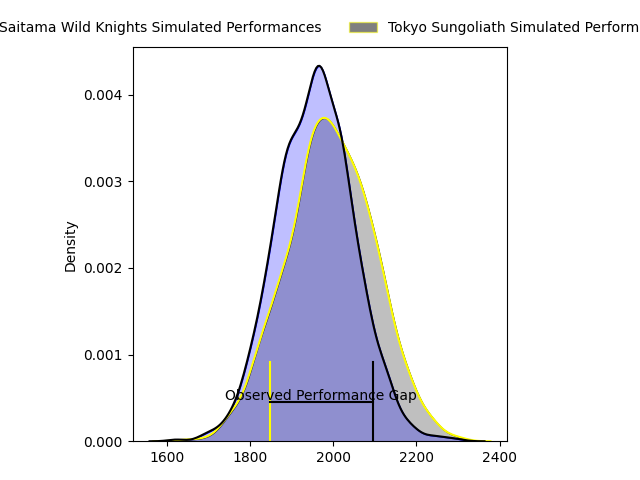 Saitama Wild Knights Simulated Performances
Tokyo Sungoliath Simulated Perform
0.004
0.003
0.002
0.001
0.000
Density
Observed Performance Gap
1600 1800 2000 2200 2400